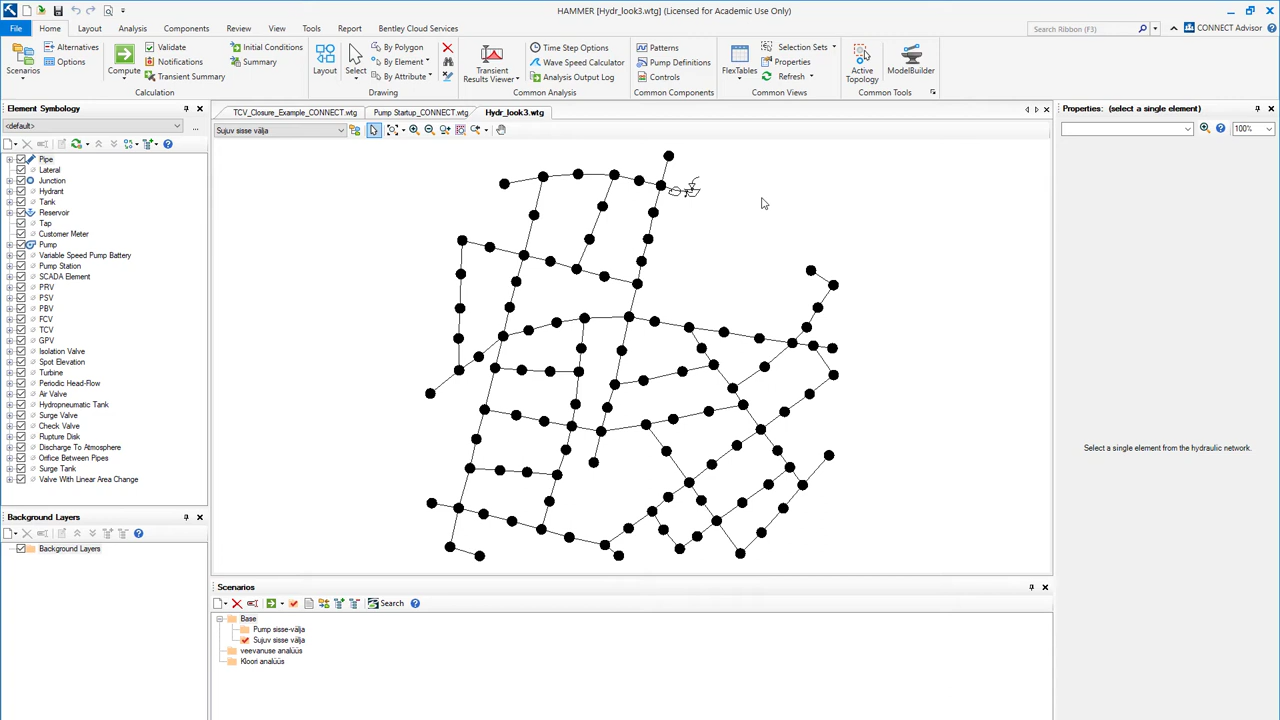 HAMMER [Hydr_look3.wtg] (Licensed for Academic Use Only)
File Home Layout Analysis Components Review View Tools Report Bentley Cloud Services
Search Ribbon (F3)
CONNECT Advisor
Scenarios
Alternatives
Options
Compute
Validate
Notifications
Transient Summary
Initial Conditions
Summary
Calculation
Layout
Select
By Polygon
By Element
By Attribute
Drawing
Transient
Results Viewer
Time Step Options
Wave Speed Calculator
Analysis Output Log
Common Analysis
Patterns
Pump Definitions
Controls
Common Components
FlexTables
Selection Sets
Properties
Refresh
Common Views
Active
Topology
ModelBuilder
Common Tools
Element Symbology
<default>
...
Pipe
Lateral
Junction
Hydrant
Tank
Reservoir
Tap
Customer Meter
Pump
Variable Speed Pump Battery
Pump Station
SCADA Element
PRV
PSV
PBV
FCV
TCV
GPV
Isolation Valve
Spot Elevation
Turbine
Periodic Head-Flow
Air Valve
Hydropneumatic Tank
Surge Valve
Check Valve
Rupture Disk
Discharge To Atmosphere
Orifice Between Pipes
Surge Tank
Valve With Linear Area Change
Background Layers
Background Layers
TCV_Closure_Example_CONNECT.wtg Pump Startup_CONNECT.wtg Hydr_look3.wtg
Sujuv sisse välja
Scenarios
Search
Base
Pump sisse-välja
Sujuv sisse välja
veevanuse analüüs
Kloori analüüs
Properties: (select a single element)
100%
Select a single element from the hydraulic network.